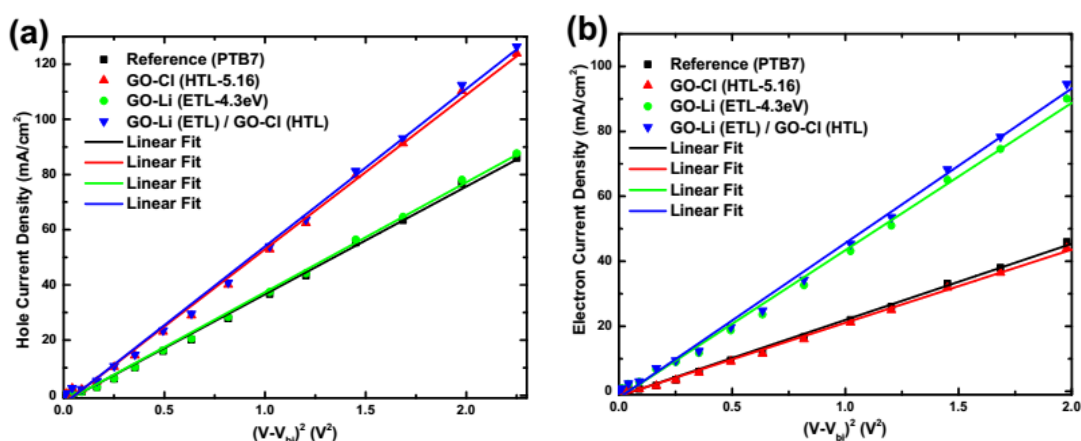 (a)
Hole Current Density (mA/cm²)
120
100
80
60
40
20
0
Reference (PTB7)
GO-Cl (HTL-5.16)
GO-Li (ETL-4.3eV)
GO-Li (ETL) / GO-Cl (HTL)
Linear Fit
Linear Fit
Linear Fit
Linear Fit
0.0
0.5
1.0
1.5
2.0
(V-V_bi)² (V²)
(b)
Electron Current Density (mA/cm²)
100
80
60
40
20
0
Reference (PTB7)
GO-Cl (HTL-5.16)
GO-Li (ETL-4.3eV)
GO-Li (ETL) / GO-Cl (HTL)
Linear Fit
Linear Fit
Linear Fit
Linear Fit
0.0
0.5
1.0
1.5
2.0
(V-V_bi)² (V²)